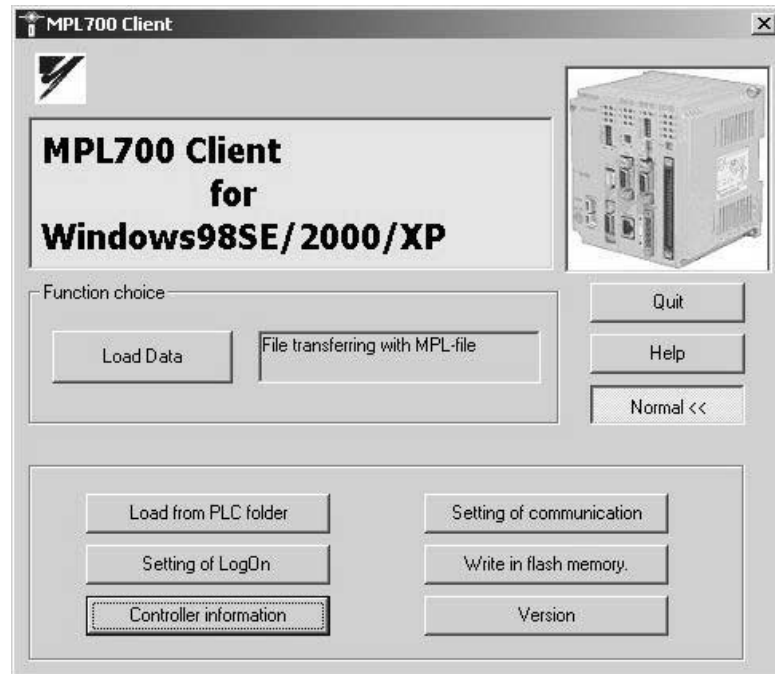 MPL700 Client
MPL700 Client
for
Windows98SE/2000/XP
Function choice
Load Data
File transferring with MPL-file
Quit
Help
Normal <<
Load from PLC folder
Setting of communication
Setting of LogOn
Write in flash memory.
Controller information
Version